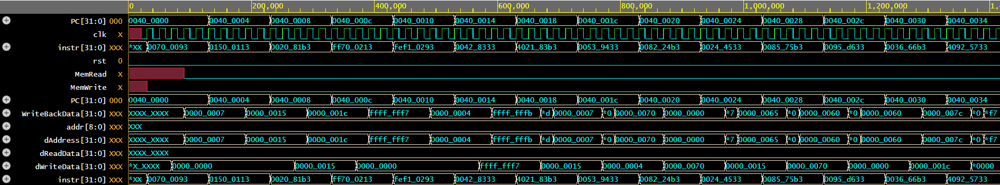 0 200,000 400,000 600,000 800,000 1,000,000 1,200,000 1,
PC[31:0] 000 0040_0000 0040_0004 0040_0008 0040_000c 0040_0010 0040_0014 0040_0018 0040_001c 0040_0020 0040_0024 0040_0028 0040_002c 0040_0030 0040_0034
clk X
instr[31:0] XXX *XX 0070_0093 0150_0113 0020_81b3 ff70_0213 fef1_0293 0042_8333 4021_83b3 0053_9433 0082_24b3 0024_4533 0085_75b3 0095_d633 0036_66b3 4092_5733
rst 0
MemRead X
MemWrite X
PC[31:0] 000 0040_0000 0040_0004 0040_0008 0040_000c 0040_0010 0040_0014 0040_0018 0040_001c 0040_0020 0040_0024 0040_0028 0040_002c 0040_0030 0040_0034
WriteBackData[31:0] XXX XXXX_XXXX 0000_0007 0000_0015 0000_001c ffff_fff7 0000_0004 ffff_fffb *d 0000_0007 *0 0000_0070 0000_0000 *7 0000_0065 *0 0000_0060 *0 0000_0060 0000_007c *0 *f7
addr[8:0] XXX XXX
dAddress[31:0] XXX XXXX_XXXX 0000_0007 0000_0015 0000_001c ffff_fff7 0000_0004 ffff_fffb *d 0000_0007 *0 0000_0070 0000_0000 *7 0000_0065 *0 0000_0060 *0 0000_0060 0000_007c *0 *f7
dReadData[31:0] XXX XXXX_XXXX
dWriteData[31:0] XXX *X_XXXX 0000_0000 0000_0015 0000_0000 ffff_fff7 0000_0015 0000_0004 0000_0070 0000_0015 0000_0070 0000_0000 0000_001c *0000
instr[31:0] XXX *XX 0070_0093 0150_0113 0020_81b3 ff70_0213 fef1_0293 0042_8333 4021_83b3 0053_9433 0082_24b3 0024_4533 0085_75b3 0095_d633 0036_66b3 4092_5733